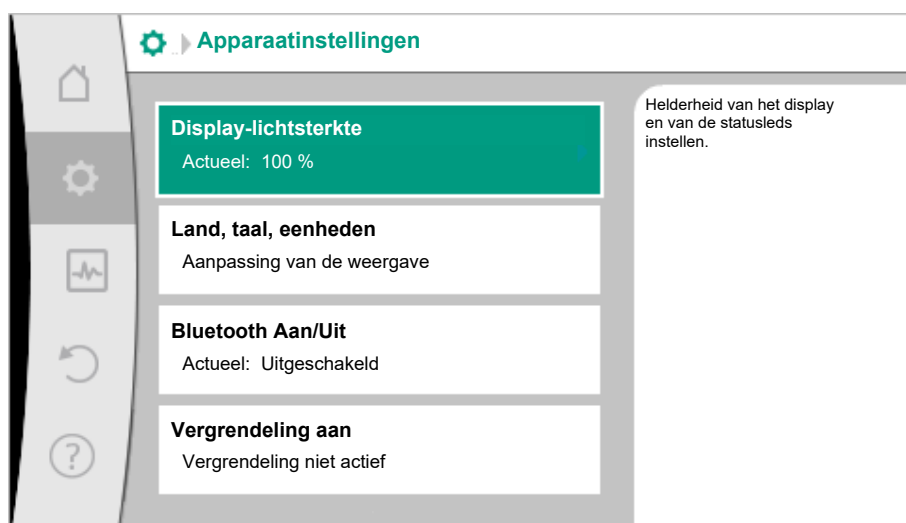 Apparaatinstellingen
Display-lichtsterkte
Actueel: 100 %
Land, taal, eenheden
Aanpassing van de weergave
Bluetooth Aan/Uit
Actueel: Uitgeschakeld
Vergrendeling aan
Vergrendeling niet actief
Helderheid van het display
en van de statusleds
instellen.
?